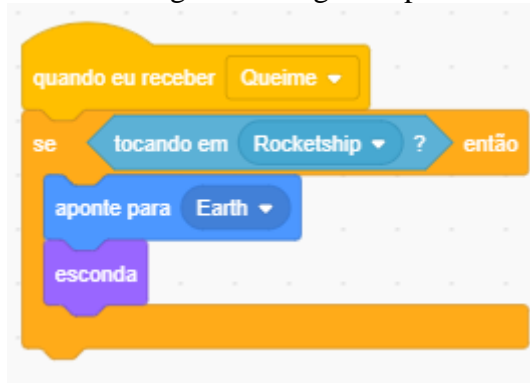 quando eu receber Queime
se tocando em Rocketship ? então
aponte para Earth
esconda